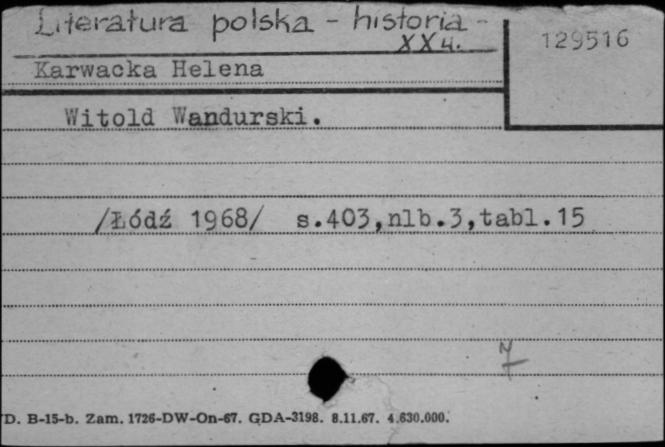 Literatura polska - historia -
XX w.
129516
Karwacka Helena
Witold Wandurski.
/Łódź 1968/ s.403,nlb.3,tabl.15
7
D. B-15-b. Zam. 1726-DW-On-67. GDA-3198. 8.11.67. 4.630.000.